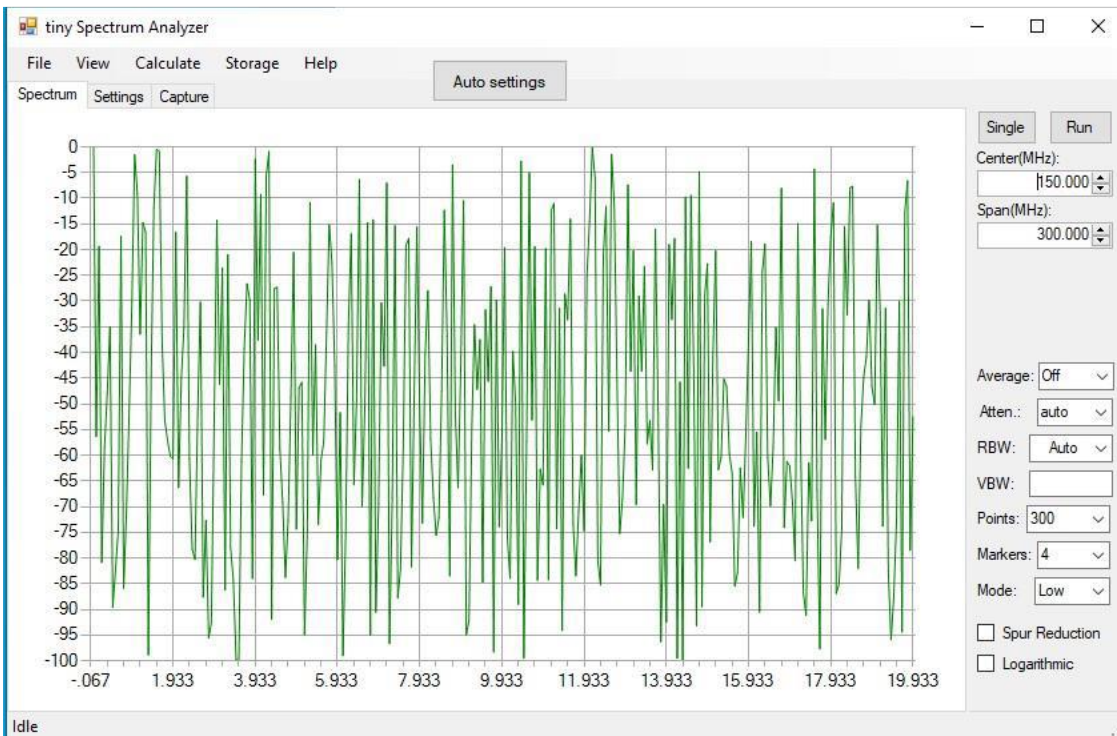 tiny Spectrum Analyzer
File View Calculate Storage Help
Auto settings
Spectrum Settings Capture
Single Run
Center(MHz):
150.000
Span(MHz):
300.000
Average: Off
Atten.: auto
RBW: Auto
VBW:
Points: 300
Markers: 4
Mode: Low
Spur Reduction
Logarithmic
0
-5
-10
-15
-20
-25
-30
-35
-40
-45
-50
-55
-60
-65
-70
-75
-80
-85
-90
-95
-100
-.067 1.933 3.933 5.933 7.933 9.933 11.933 13.933 15.933 17.933 19.933
Idle